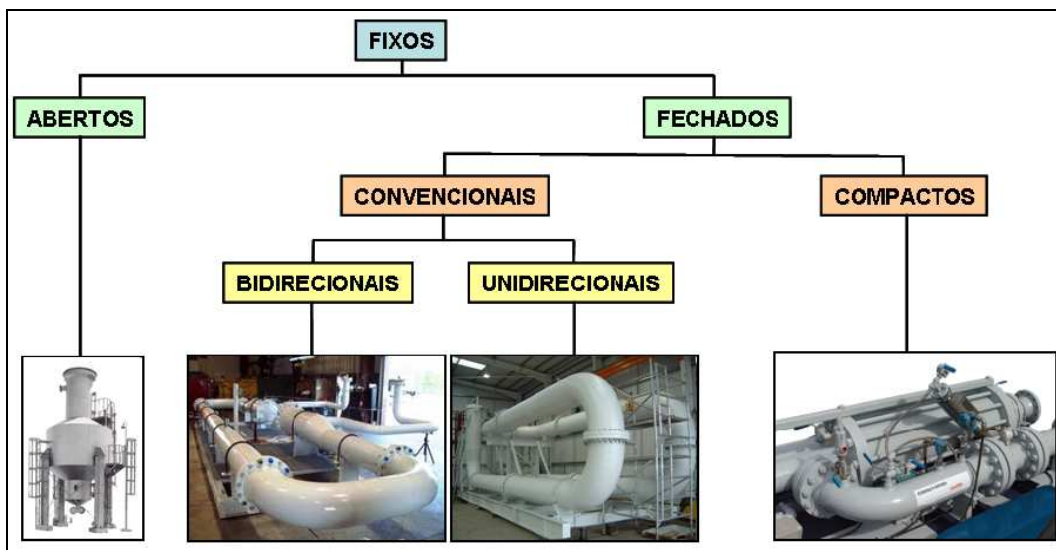 FIXOS
ABERTOS
FECHADOS
CONVENCIONAIS
COMPACTOS
BIDIRECIONAIS
UNIDIRECIONAIS